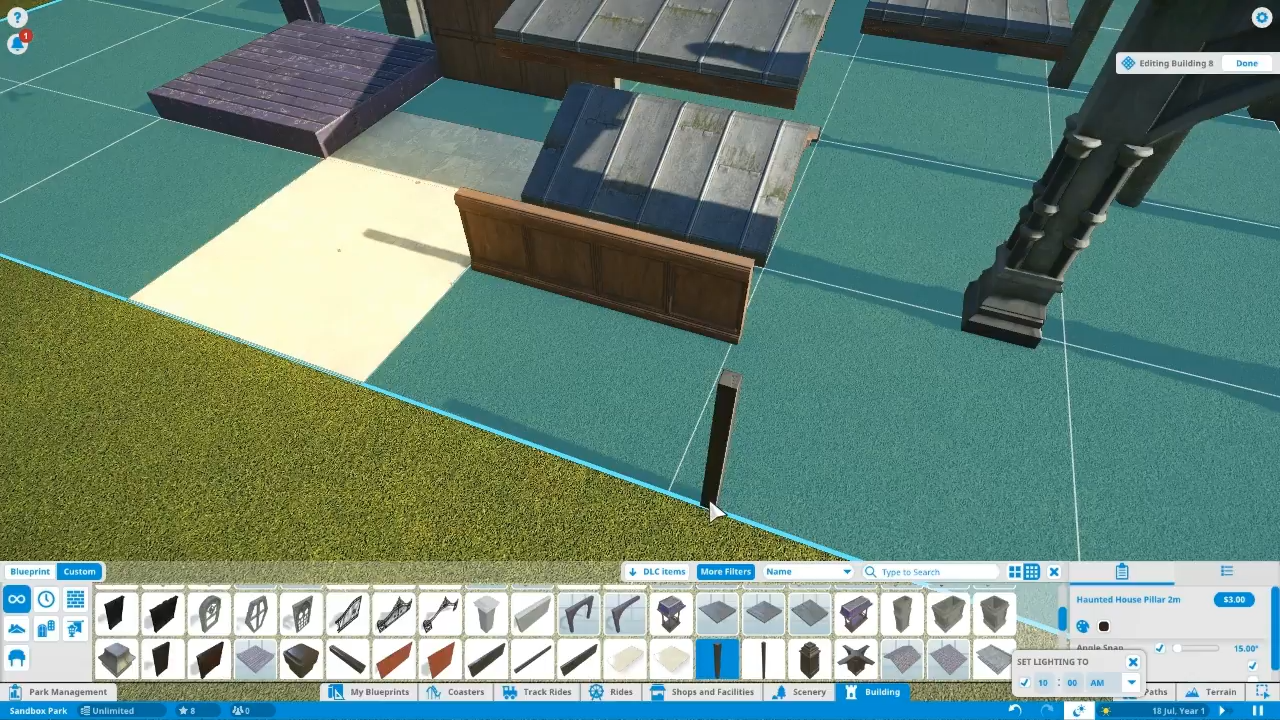 ?
1
Editing Building 8
Done
Blueprint
Custom
DLC items
More Filters
Name
Type to Search
Haunted House Pillar 2m
$3.00
Angle Snap
15.00°
SET LIGHTING TO
10 : 00 AM
Park Management
My Blueprints
Coasters
Track Rides
Rides
Shops and Facilities
Scenery
Building
Paths
Terrain
Sandbox Park
Unlimited
8
0
18 Jul, Year 1